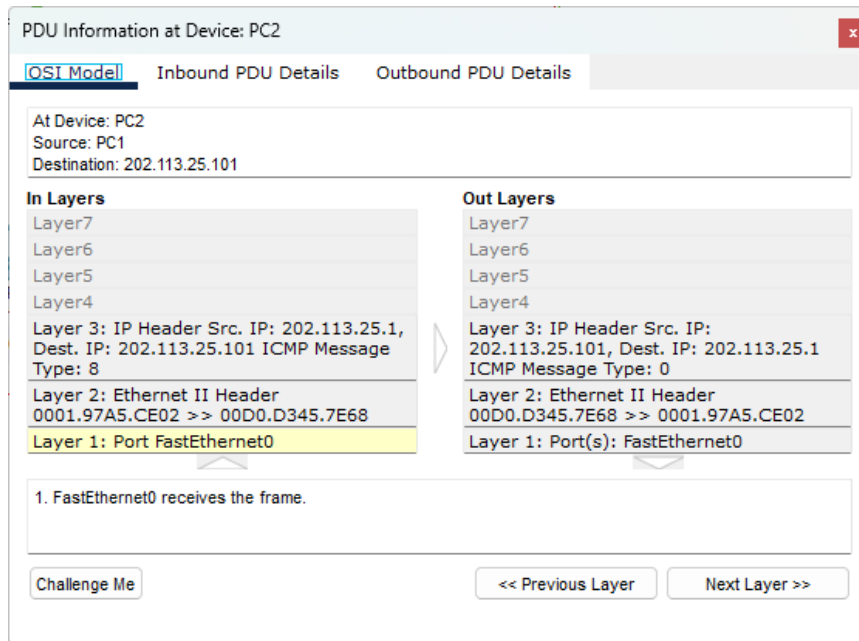 PDU Information at Device: PC2
x
OSI Model Inbound PDU Details Outbound PDU Details
At Device: PC2
Source: PC1
Destination: 202.113.25.101
In Layers
Layer7
Layer6
Layer5
Layer4
Layer 3: IP Header Src. IP: 202.113.25.1,
Dest. IP: 202.113.25.101 ICMP Message
Type: 8
Layer 2: Ethernet II Header
0001.97A5.CE02 >> 00D0.D345.7E68
Layer 1: Port FastEthernet0
Out Layers
Layer7
Layer6
Layer5
Layer4
Layer 3: IP Header Src. IP:
202.113.25.101, Dest. IP: 202.113.25.1
ICMP Message Type: 0
Layer 2: Ethernet II Header
00D0.D345.7E68 >> 0001.97A5.CE02
Layer 1: Port(s): FastEthernet0
1. FastEthernet0 receives the frame.
Challenge Me
<< Previous Layer
Next Layer >>